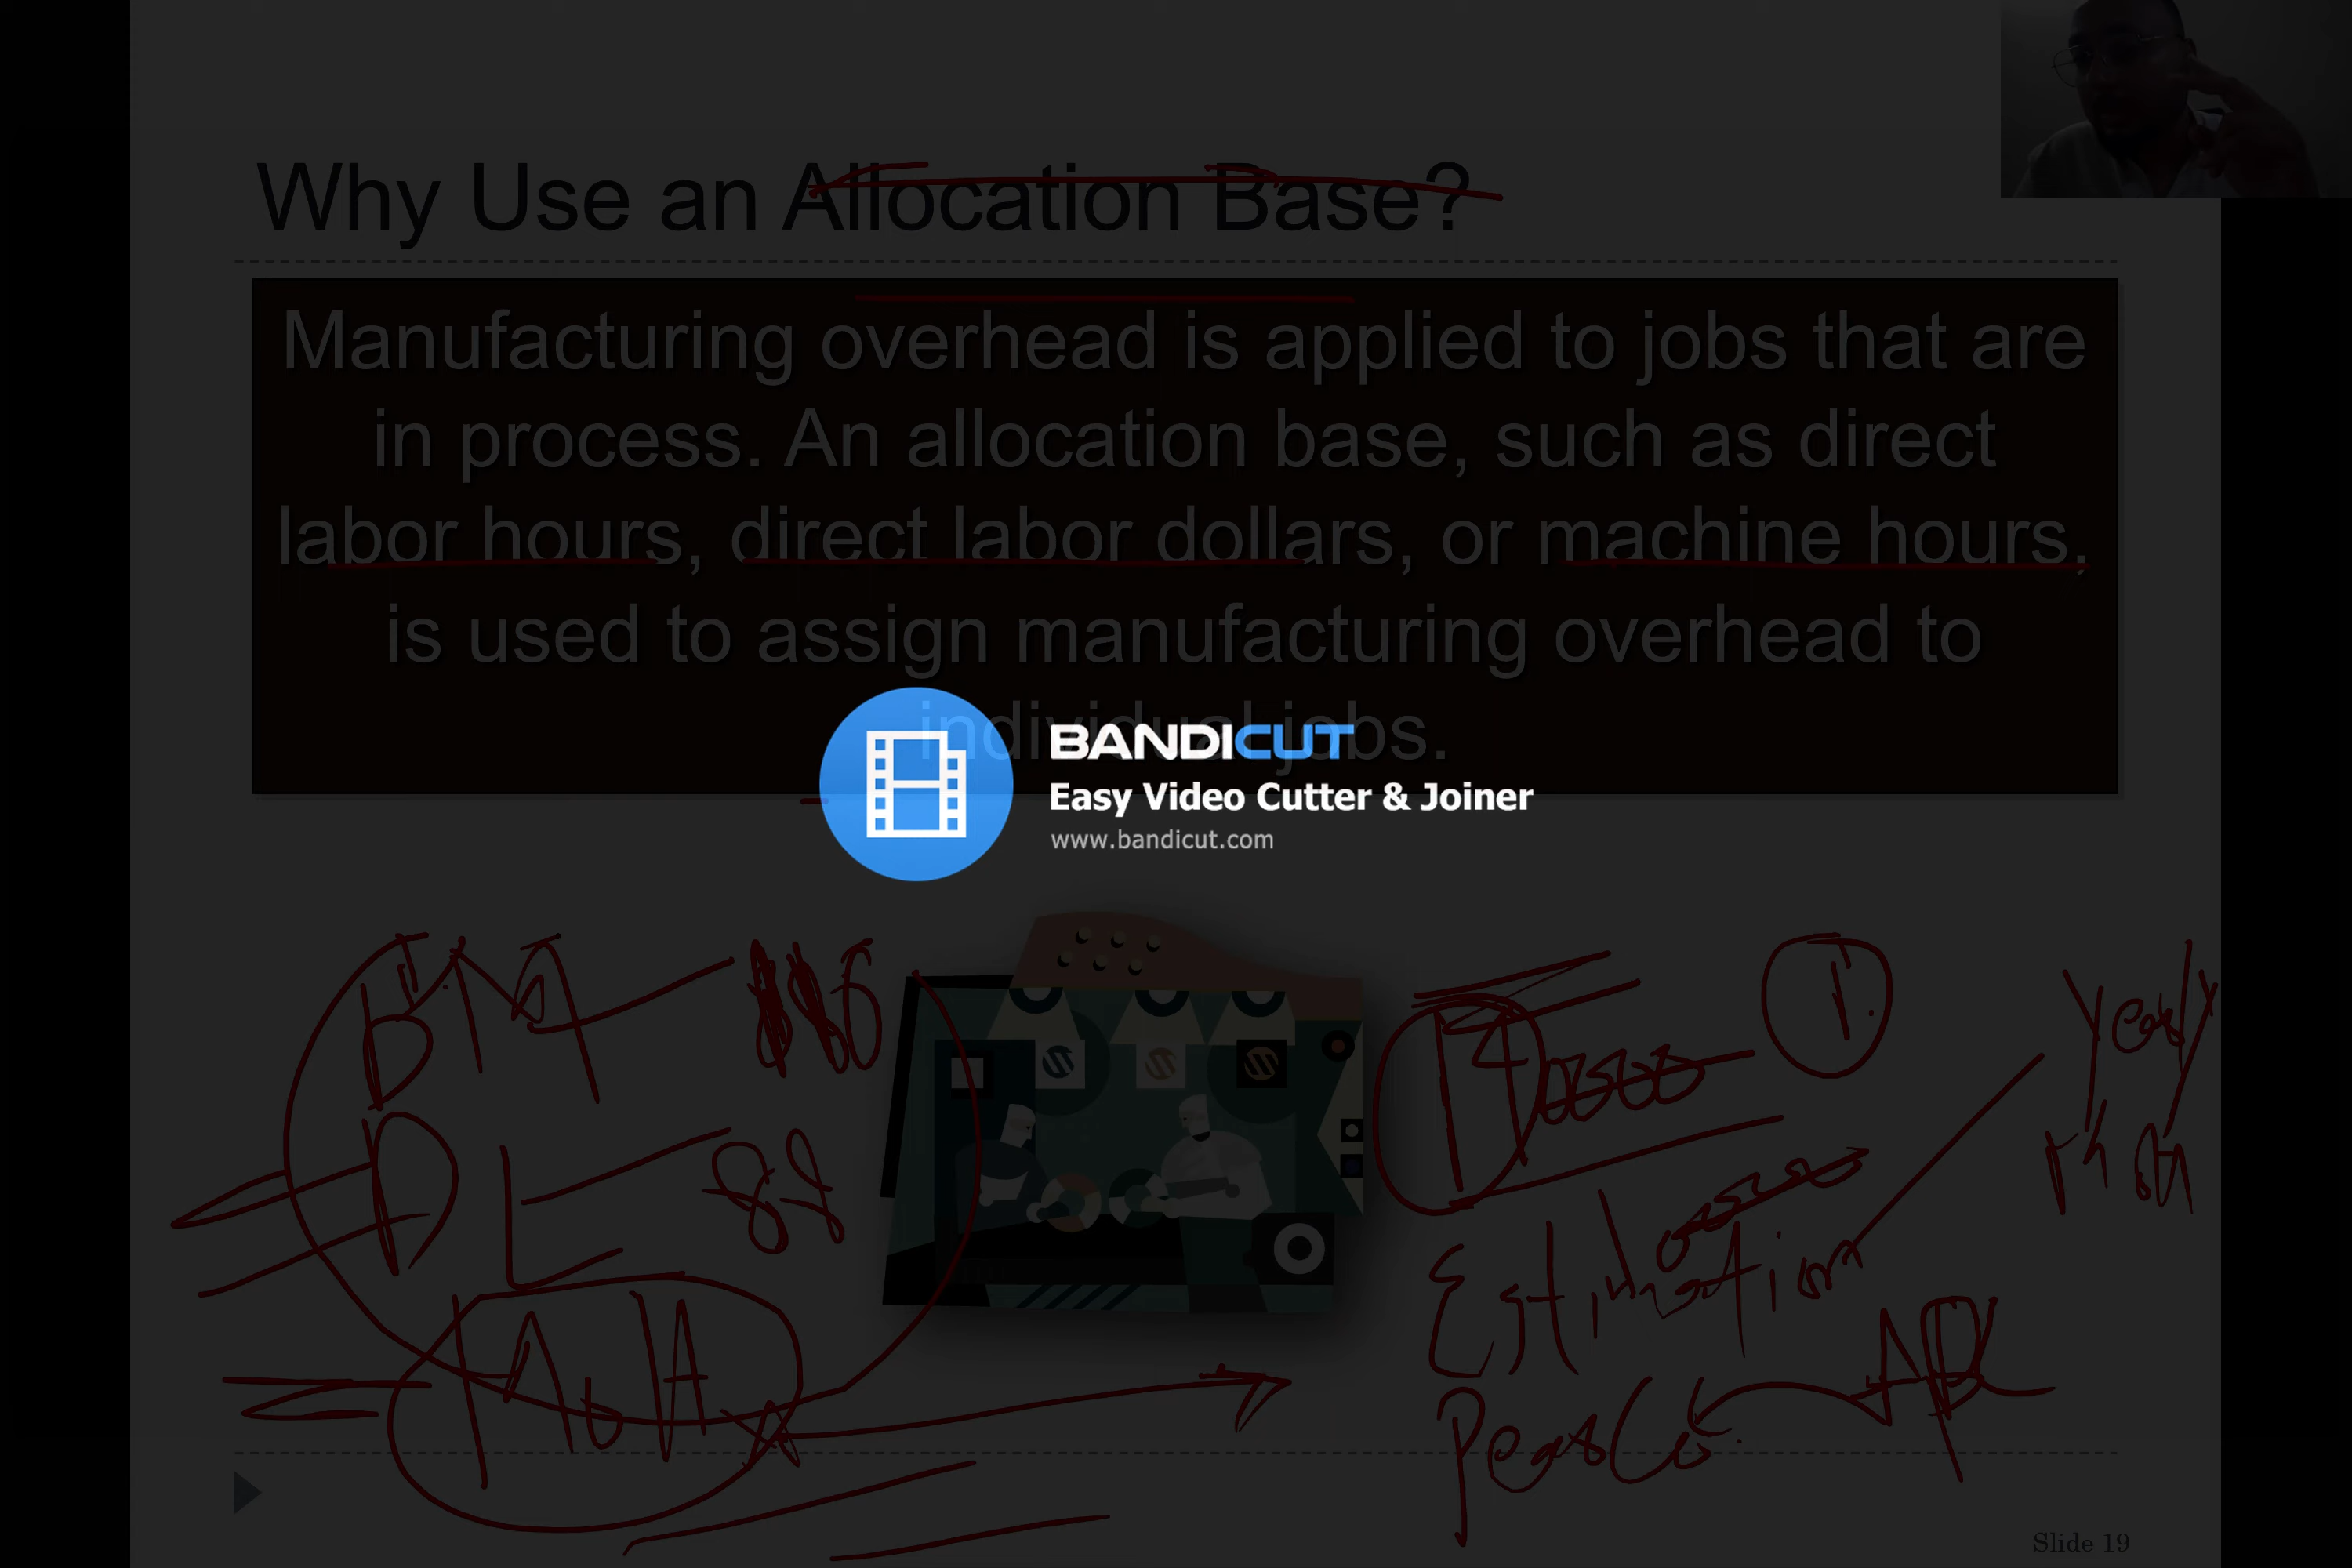 Why Use an Allocation Base?
Manufacturing overhead is applied to jobs that are
in process. An allocation base, such as direct
labor hours, direct labor dollars, or machine hours,
is used to assign manufacturing overhead to
individual jobs.
BANDICUT
Easy Video Cutter & Joiner
www.bandicut.com
DM
DL
MoH
Estimation
Slide 19